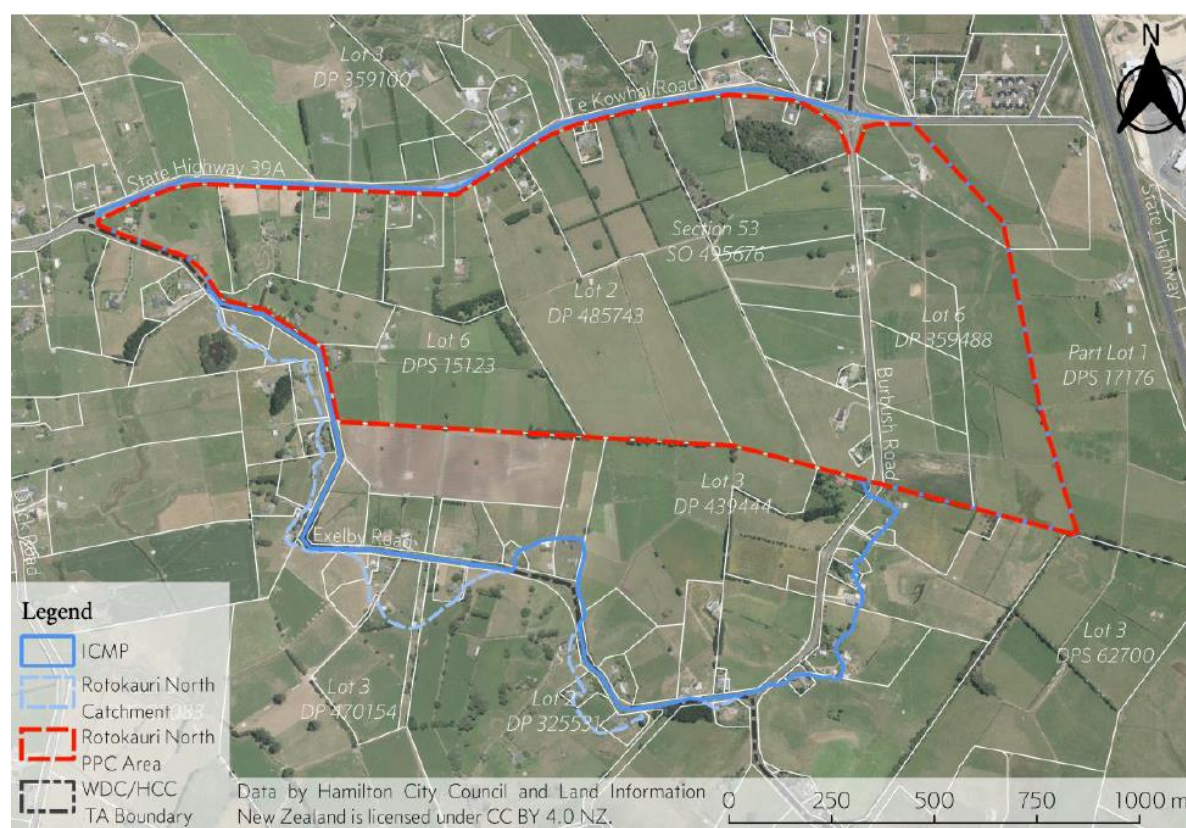 Lot 3
DP 359100
N
Te Kowhai Road
State Highway 39A
State Highway
Section 53
SO 495676
Lot 2
DP 485743
Lot 6
DPS 15123
Lot 6
DP 359488
Part Lot 1
DPS 17176
Burbush Road
Lot 3
DP 439444
Exelby Road
Road
Lot 3
DPS 62700
Lot 3
DP 470154
Lot 2
DP 325591
Legend
ICMP
Rotokauri North
Catchment
Rotokauri North
PPC Area
WDC/HCC
TA Boundary
Data by Hamilton City Council and Land Information
New Zealand is licensed under CC BY 4.0 NZ.
0 250 500 750 1000 m